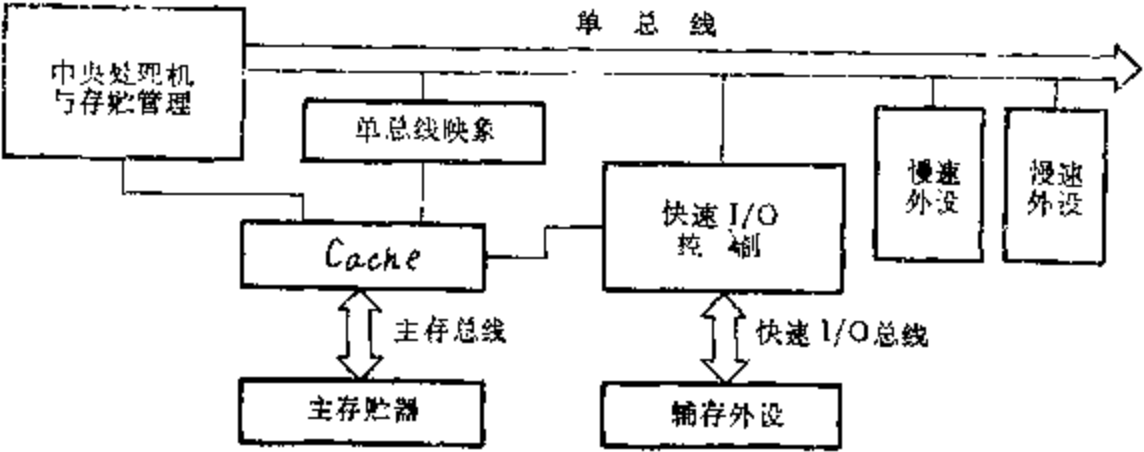 单总线
中央处理机
与存贮管理
单总线映象
慢速
外设
慢速
外设
快速 I/O
控制
Cache
主存总线
快速 I/O总线
主存贮器
辅存外设